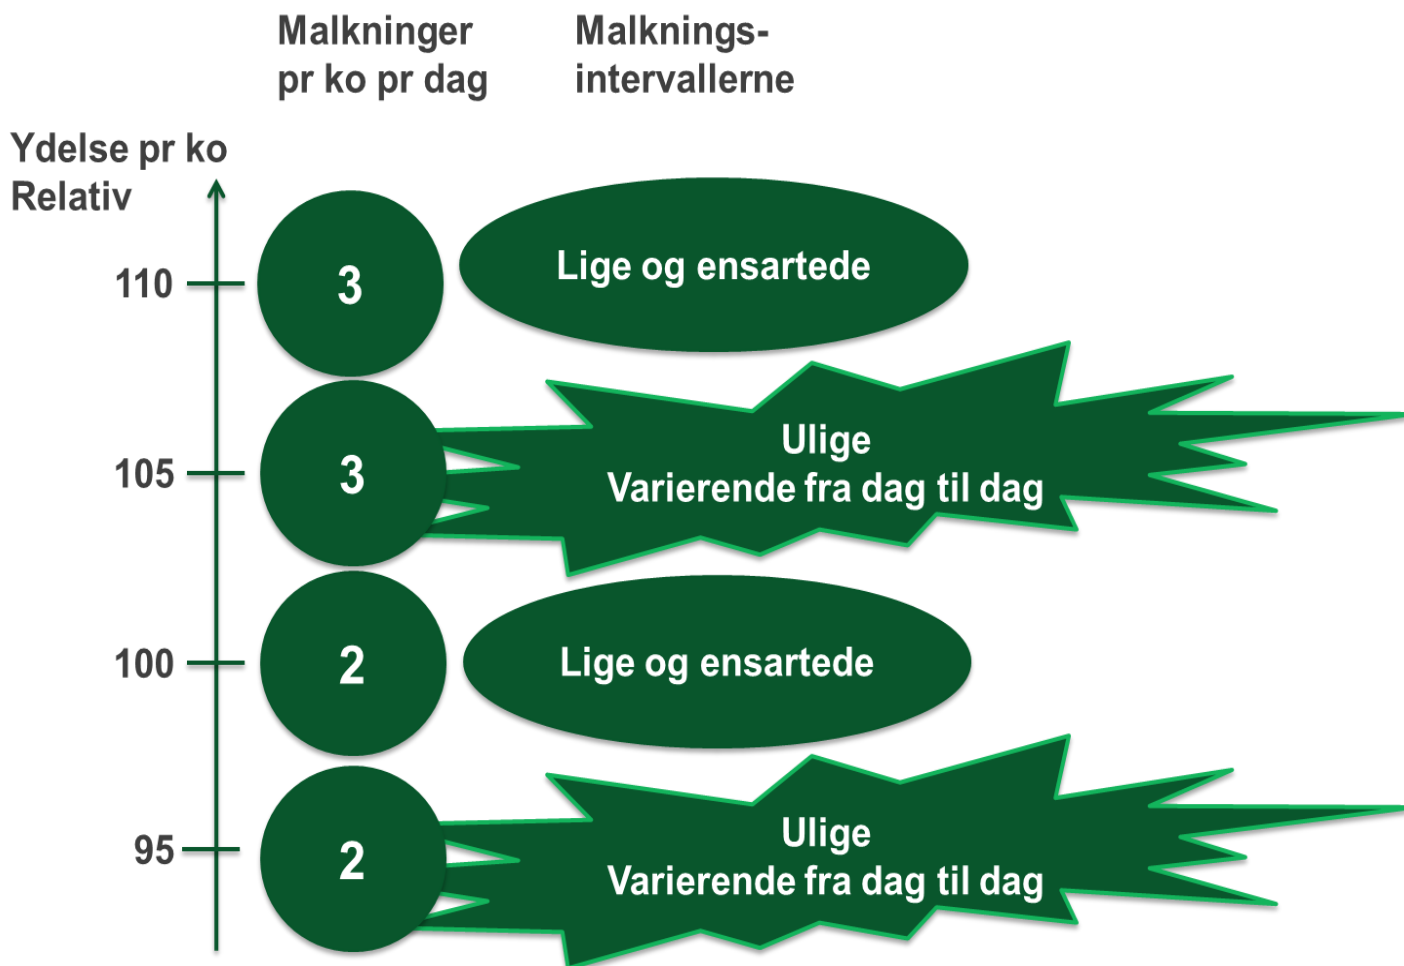 Malkninger
pr ko pr dag
Malknings-
intervallerne
Ydelse pr ko
Relativ
110
3
Lige og ensartede
105
3
Ulige
Varierende fra dag til dag
100
2
Lige og ensartede
95
2
Ulige
Varierende fra dag til dag